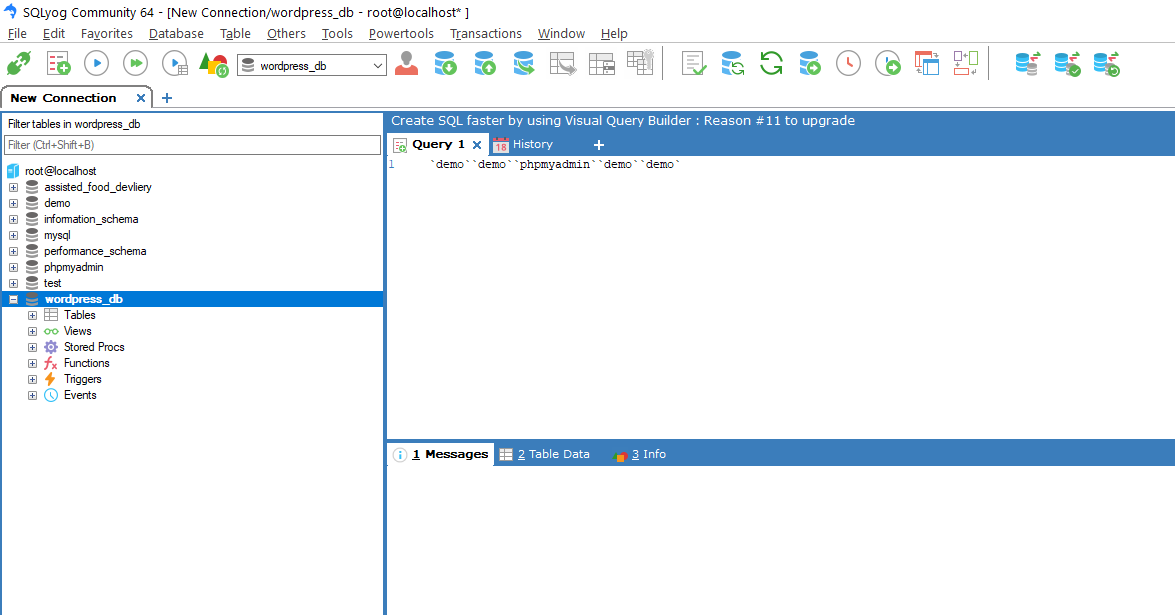 SQLyog Community 64 - [New Connection/wordpress_db - root@localhost* ]
File Edit Favorites Database Table Others Tools Powertools Transactions Window Help
wordpress_db
New Connection
Filter tables in wordpress_db
Filter (Ctrl+Shift+B)
root@localhost
assisted_food_devliery
demo
information_schema
mysql
performance_schema
phpmyadmin
test
wordpress_db
Tables
Views
Stored Procs
Functions
Triggers
Events
Create SQL faster by using Visual Query Builder : Reason #11 to upgrade
Query 1 18 History
1 `demo``demo``phpmyadmin``demo``demo`
1 Messages 2 Table Data 3 Info